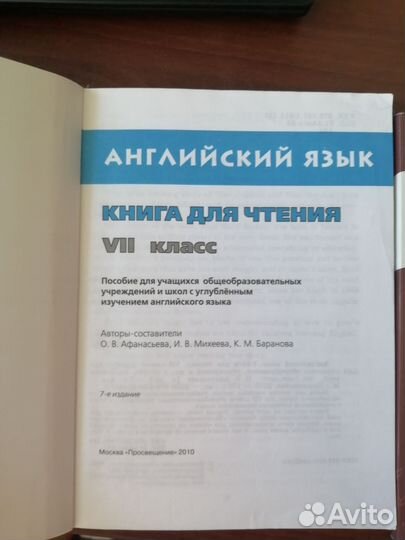 АНГЛИЙСКИЙ ЯЗЫК
КНИГА ДЛЯ ЧТЕНИЯ
VII класс
Пособие для учащихся общеобразовательных
учреждений и школ с углублённым
изучением английского языка
Авторы-составители
О. В. Афанасьева, И. В. Михеева, К. М. Баранова
7-е издание
Москва «Просвещение» 2010
Avito